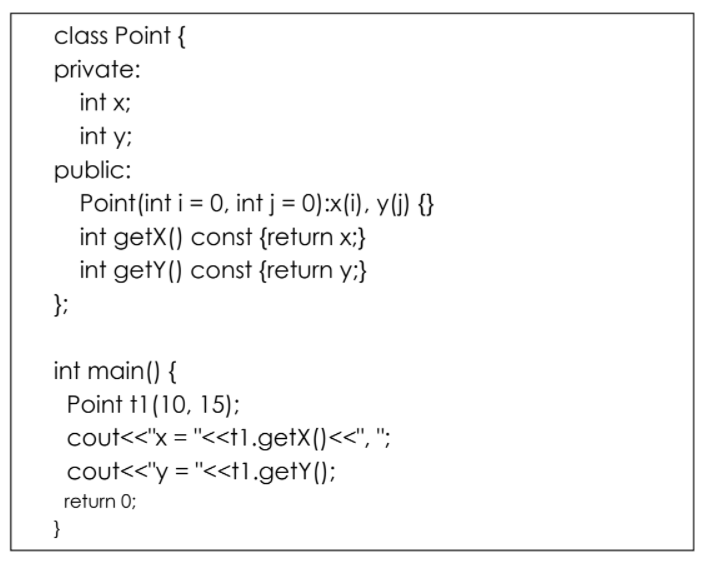 class Point {
private:
int x;
int y;
public:
Point(int i = 0, int j = 0):x(i), y(j) {}
int getX() const {return x;}
int getY() const {return y;}
};
int main() {
Point t1(10, 15);
cout<<"x = "<<t1.getX()<<", ";
cout<<"y = "<<t1.getY();
return 0;
}